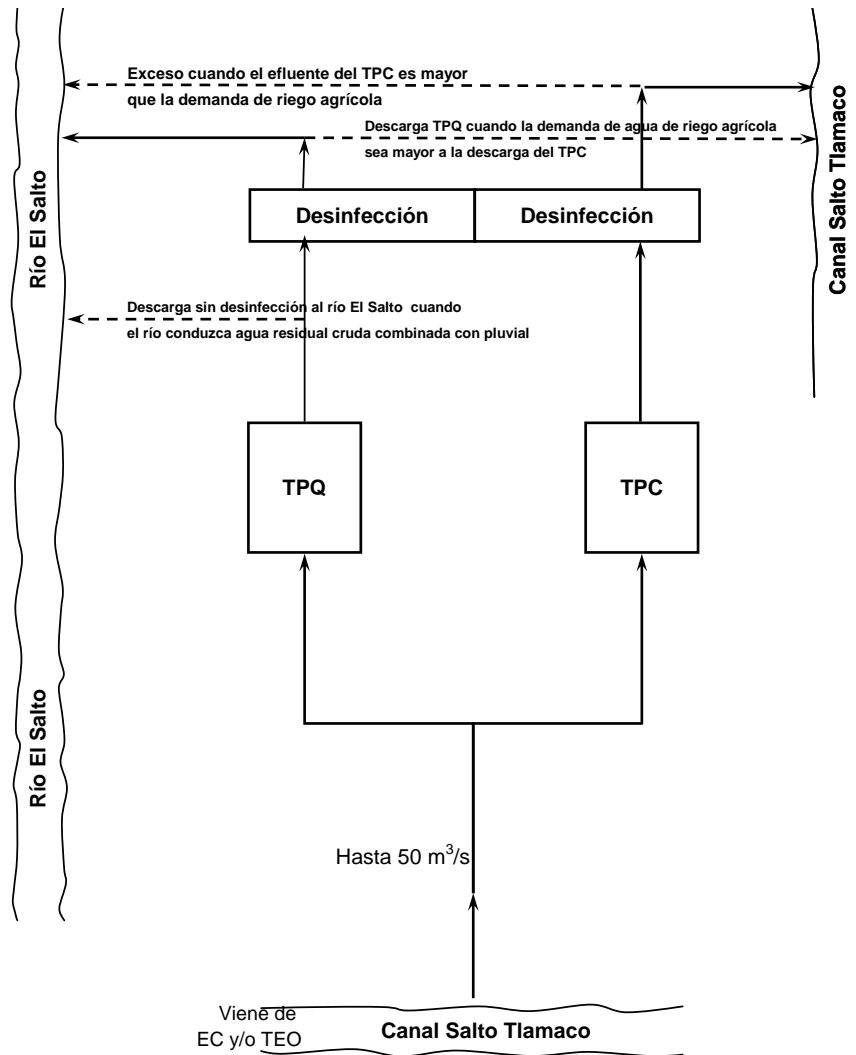 Exceso cuando el efluente del TPC es mayor
que la demanda de riego agrícola
Descarga TPQ cuando la demanda de agua de riego agrícola
sea mayor a la descarga del TPC
Desinfección
Desinfección
Río El Salto
Canal Salto Tlamaco
Descarga sin desinfección al río El Salto cuando
el río conduzca agua residual cruda combinada con pluvial
TPQ
TPC
Río El Salto
Hasta 50 m³/s
Viene de
EC y/o TEO
Canal Salto Tlamaco